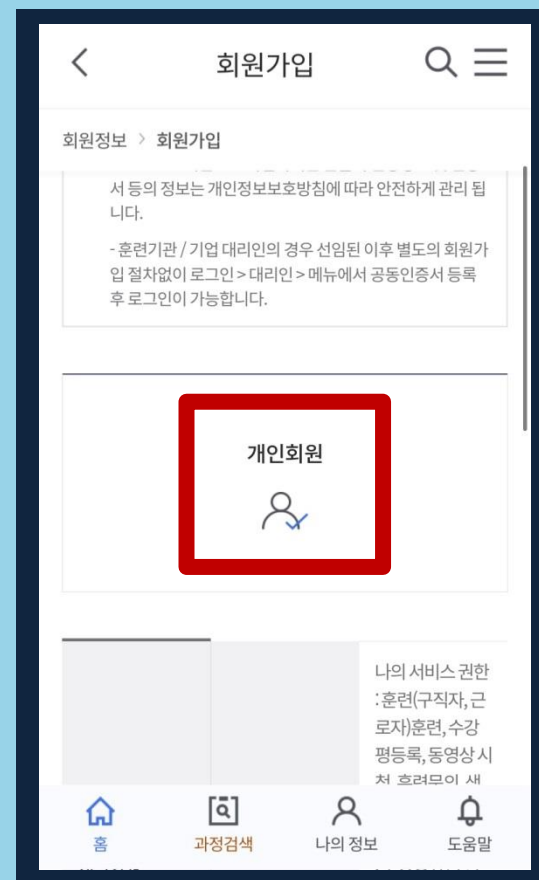 회원가입
회원정보 > 회원가입
서 등의 정보는 개인정보보호방침에 따라 안전하게 관리 됩
니다.
- 훈련기관 / 기업 대리인의 경우 선임된 이후 별도의 회원가
입 절차없이 로그인 > 대리인 > 메뉴에서 공동인증서 등록
후 로그인이 가능합니다.
개인회원
나의 서비스 권한
: 훈련(구직자, 근
로자)훈련, 수강
평등록, 동영상 시
홈
과정검색
나의 정보
도움말